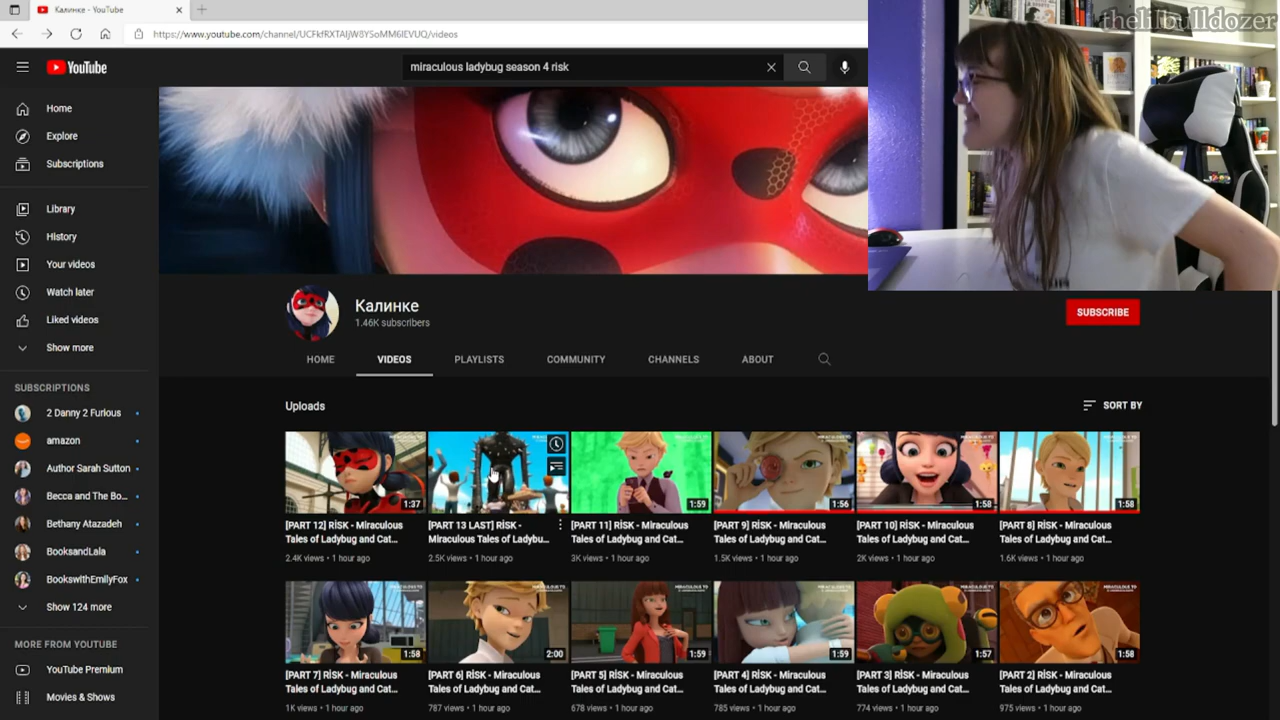 Калинке - YouTube
https://www.youtube.com/channel/UCFkfRXTAIjW8YSoMM6IEVUQ/videos
thelilbulldozer
YouTube
miraculous ladybug season 4 risk
Home
Explore
Subscriptions
Library
History
Your videos
Watch later
Liked videos
Show more
SUBSCRIPTIONS
2 Danny 2 Furious
amazon
Author Sarah Sutton
Becca and The Bo...
Bethany Atazadeh
BooksandLala
BookswithEmilyFox
Show 124 more
MORE FROM YOUTUBE
YouTube Premium
Movies & Shows
Калинке
1.46K subscribers
SUBSCRIBE
HOME
VIDEOS
PLAYLISTS
COMMUNITY
CHANNELS
ABOUT
Uploads
SORT BY
1:37
1:59
1:56
1:58
1:58
[PART 12] RİSK - Miraculous
Tales of Ladybug and Cat...
2.4K views • 1 hour ago
[PART 13 LAST] RİSK -
Miraculous Tales of Ladybu...
2.5K views • 1 hour ago
[PART 11] RİSK - Miraculous
Tales of Ladybug and Cat...
3K views • 1 hour ago
[PART 9] RİSK - Miraculous
Tales of Ladybug and Cat...
1.5K views • 1 hour ago
[PART 10] RİSK - Miraculous
Tales of Ladybug and Cat...
2K views • 1 hour ago
[PART 8] RİSK - Miraculous
Tales of Ladybug and Cat...
1.6K views • 1 hour ago
1:58
2:00
1:59
1:59
1:57
1:58
[PART 7] RİSK - Miraculous
Tales of Ladybug and Cat...
1K views • 1 hour ago
[PART 6] RİSK - Miraculous
Tales of Ladybug and Cat...
787 views • 1 hour ago
[PART 5] RİSK - Miraculous
Tales of Ladybug and Cat...
678 views • 1 hour ago
[PART 4] RİSK - Miraculous
Tales of Ladybug and Cat...
785 views • 1 hour ago
[PART 3] RİSK - Miraculous
Tales of Ladybug and Cat...
774 views • 1 hour ago
[PART 2] RİSK - Miraculous
Tales of Ladybug and Cat...
975 views • 1 hour ago